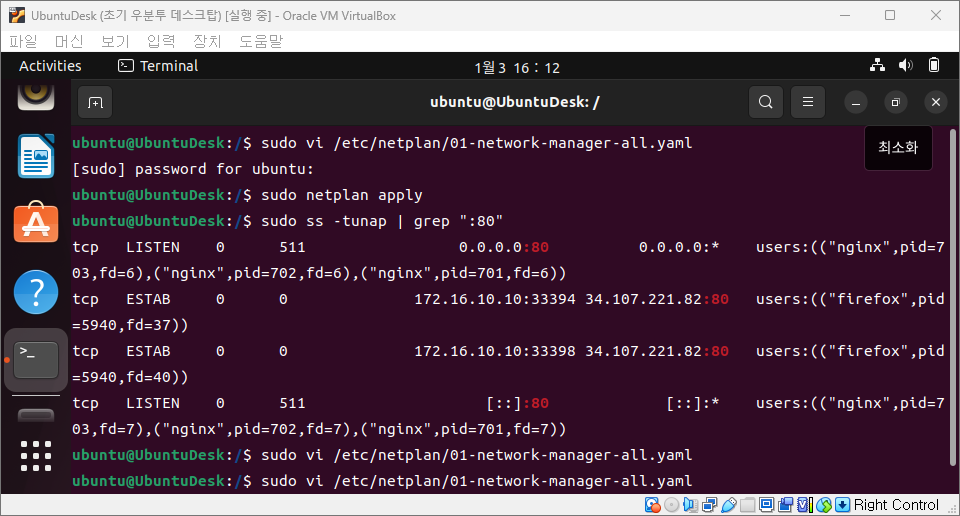 UbuntuDesk (초기 우분투 데스크탑) [실행 중] - Oracle VM VirtualBox
파일 머신 보기 입력 장치 도움말
Activities Terminal 1월 3 16 : 12
ubuntu@UbuntuDesk: /
최소화
ubuntu@UbuntuDesk:/$ sudo vi /etc/netplan/01-network-manager-all.yaml
[sudo] password for ubuntu:
ubuntu@UbuntuDesk:/$ sudo netplan apply
ubuntu@UbuntuDesk:/$ sudo ss -tunap | grep ":80"
tcp LISTEN 0 511 0.0.0.0:80 0.0.0.0:* users:(("nginx",pid=7
03,fd=6),("nginx",pid=702,fd=6),("nginx",pid=701,fd=6))
tcp ESTAB 0 0 172.16.10.10:33394 34.107.221.82:80 users:(("firefox",pid
=5940,fd=37))
tcp ESTAB 0 0 172.16.10.10:33398 34.107.221.82:80 users:(("firefox",pid
=5940,fd=40))
tcp LISTEN 0 511 [::]:80 [::]:* users:(("nginx",pid=7
03,fd=7),("nginx",pid=702,fd=7),("nginx",pid=701,fd=7))
ubuntu@UbuntuDesk:/$ sudo vi /etc/netplan/01-network-manager-all.yaml
ubuntu@UbuntuDesk:/$ sudo vi /etc/netplan/01-network-manager-all.yaml
Right Control